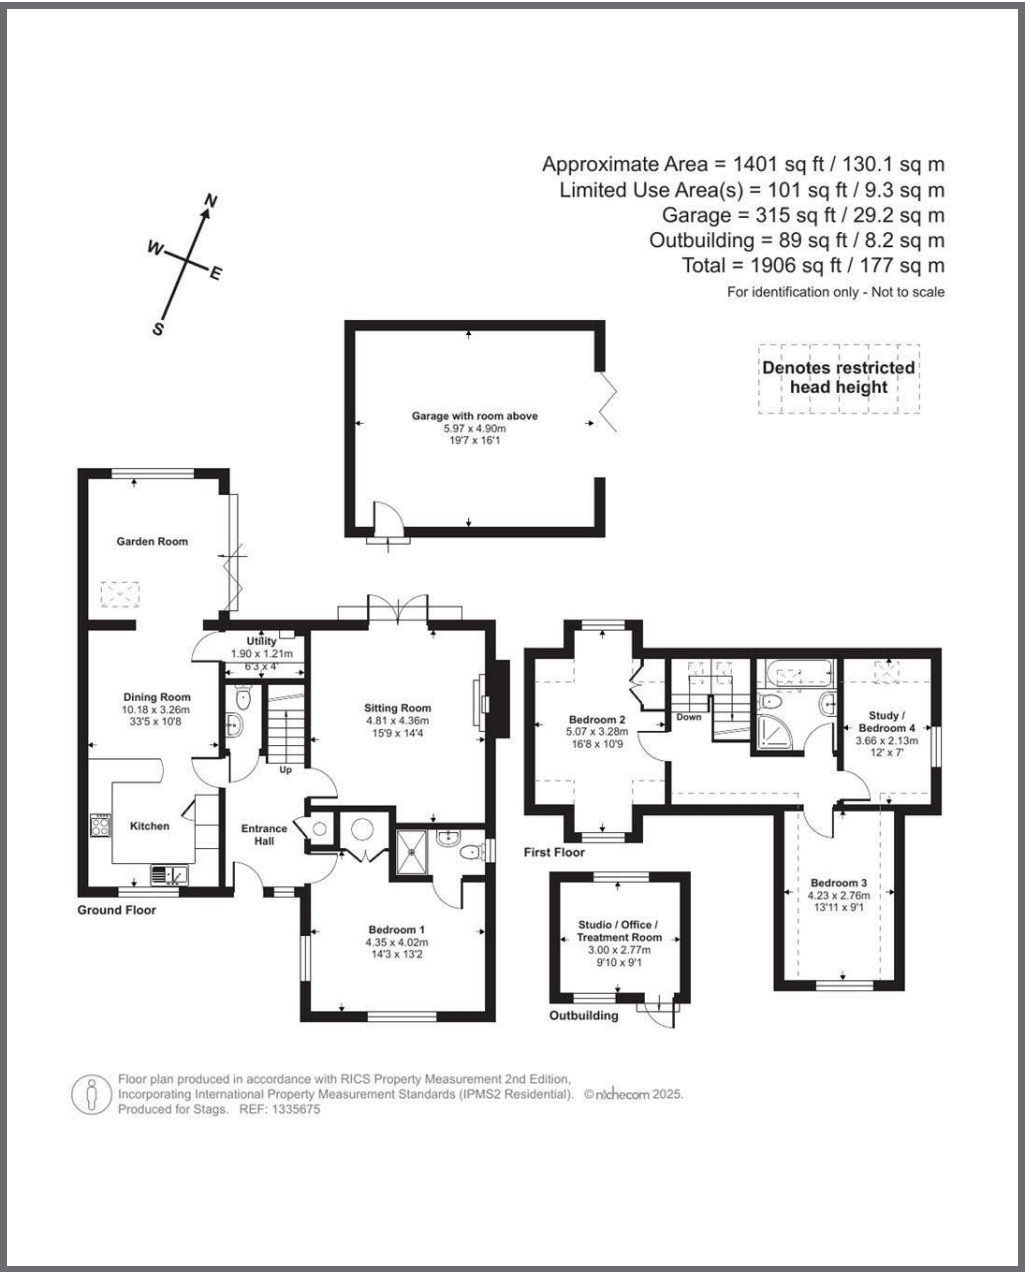 Approximate Area = 1401 sq ft / 130.1 sq m
Limited Use Area(s) = 101 sq ft / 9.3 sq m
Garage = 315 sq ft / 29.2 sq m
Outbuilding = 89 sq ft / 8.2 sq m
Total = 1906 sq ft / 177 sq m
For identification only - Not to scale
N
W
E
S
Denotes restricted
head height
Garage with room above
5.97 x 4.90m
19'7 x 16'1
Garden Room
Utility
1.90 x 1.21m
6'3 x 4'
Dining Room
10.18 x 3.26m
33'5 x 10'8
Sitting Room
4.81 x 4.36m
15'9 x 14'4
Up
Kitchen
Entrance
Hall
Bedroom 1
4.35 x 4.02m
14'3 x 13'2
Ground Floor
Bedroom 2
5.07 x 3.28m
16'8 x 10'9
Down
Study /
Bedroom 4
3.66 x 2.13m
12' x 7'
First Floor
Bedroom 3
4.23 x 2.76m
13'11 x 9'1
Studio / Office /
Treatment Room
3.00 x 2.77m
9'10 x 9'1
Outbuilding
Floor plan produced in accordance with RICS Property Measurement 2nd Edition,
Incorporating International Property Measurement Standards (IPMS2 Residential). © nichecom 2025.
Produced for Stags. REF: 1335675